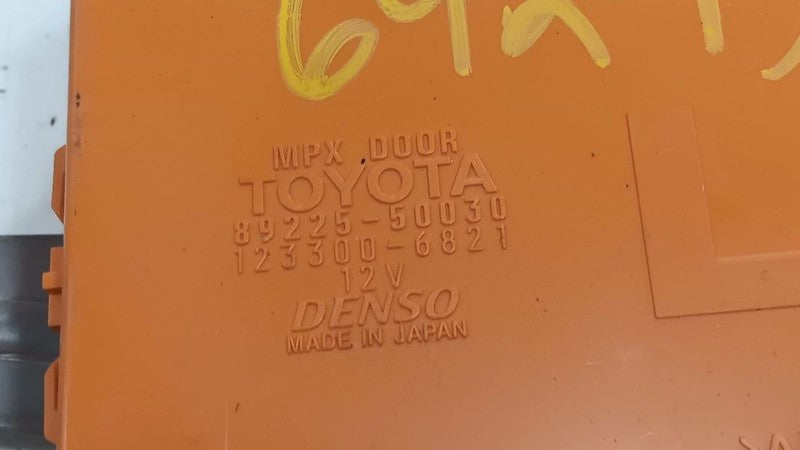 MPX DOOR
TOYOTA
89225-50030
123300-6821
12V
DENSO
MADE IN JAPAN